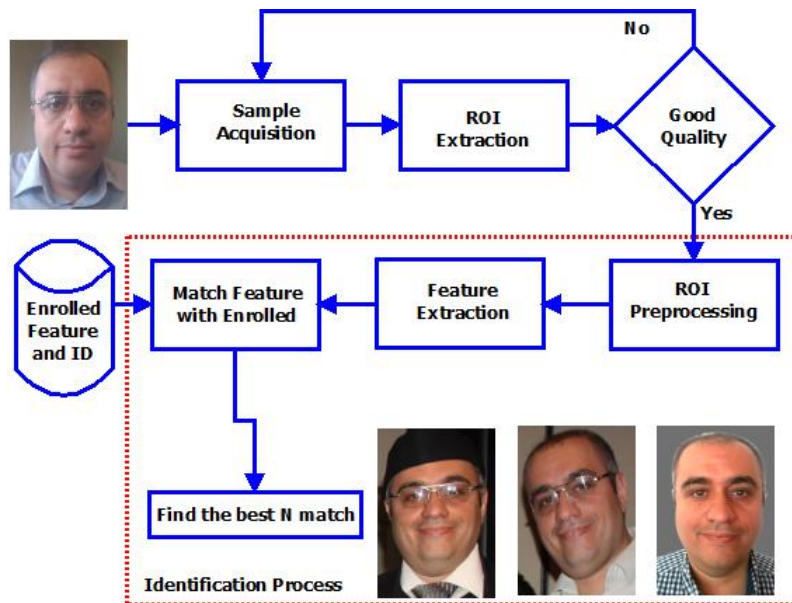 No
Sample
Acquisition
ROI
Extraction
Good
Quality
Yes
Enrolled
Feature
and ID
Match Feature
with Enrolled
Feature
Extraction
ROI
Preprocessing
Find the best N match
Identification Process